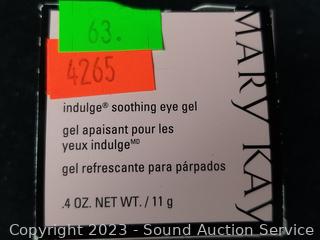 63.
4265
MARY KAY
indulge® soothing eye gel
gel apaisant pour les
yeux indulgeMD
gel refrescante para párpados
.4 OZ. NET WT. / 11 g
Copyright 2023 - Sound Auction Service